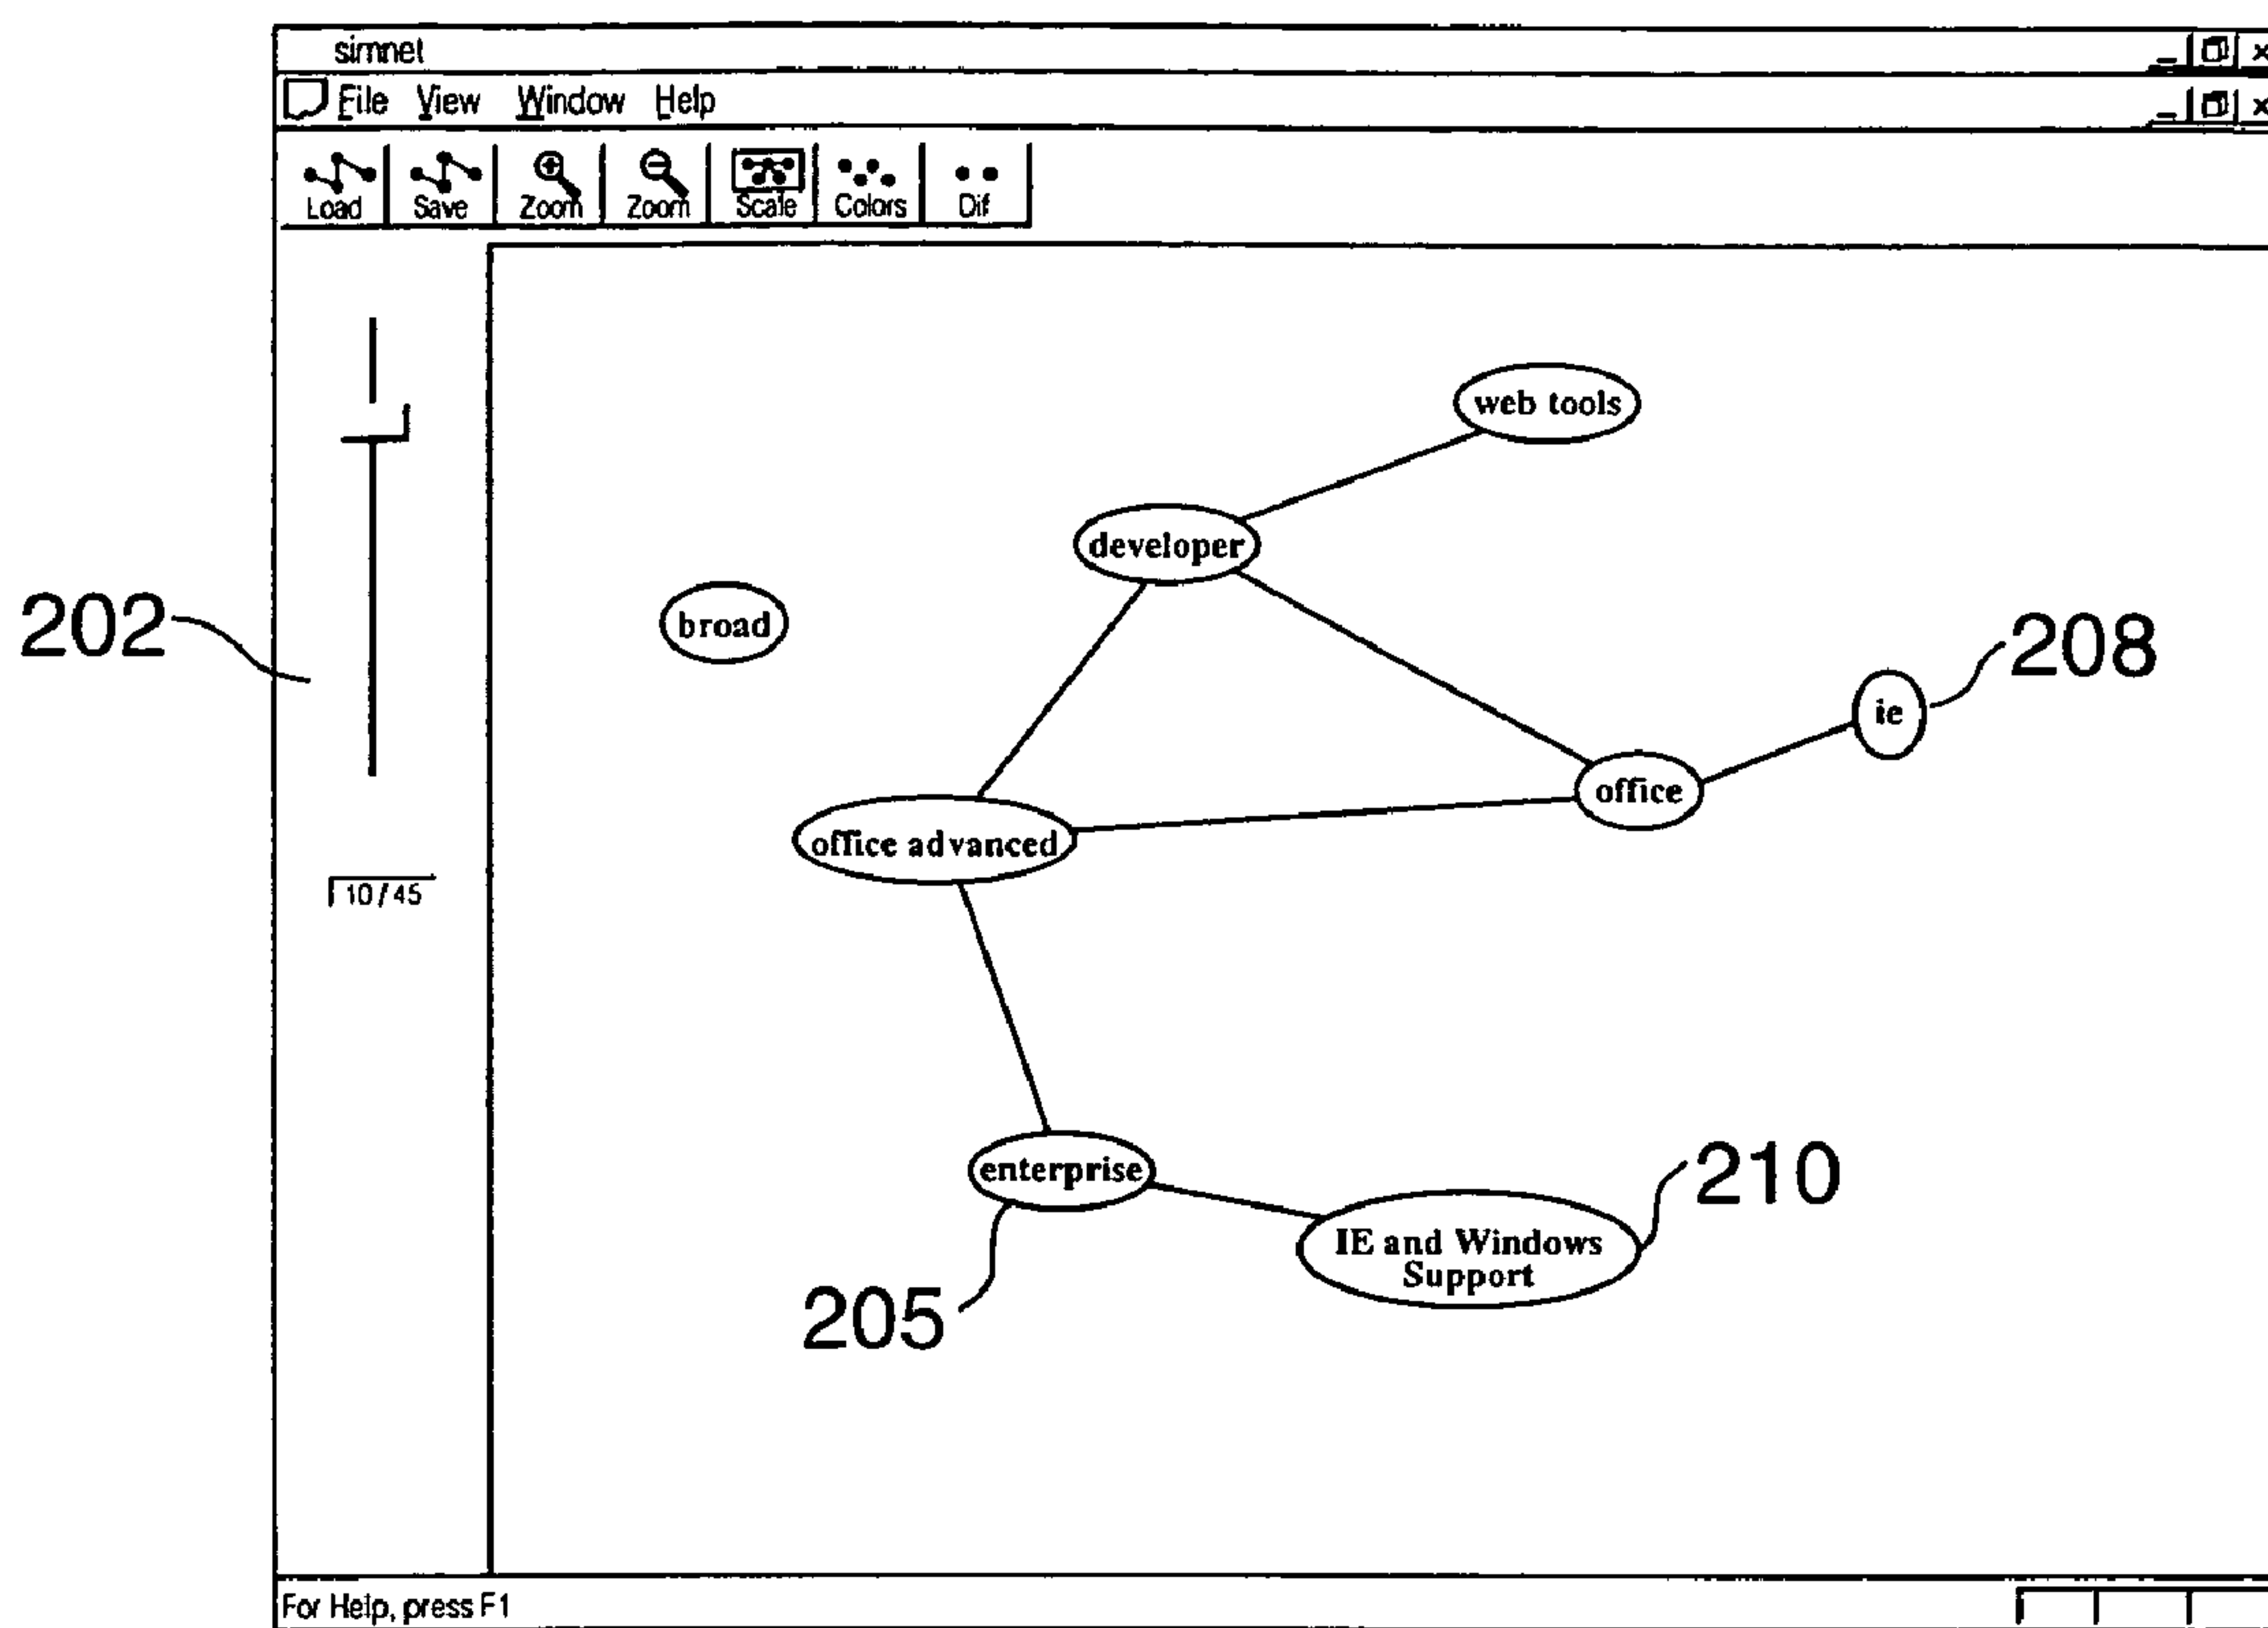 simnet
File View Window Help
Load Save Zoom Zoom Scale Colors Dif
web tools
developer
broad
202
208
ie
office
office advanced
10/45
enterprise
210
IE and Windows
Support
205
For Help, press F1